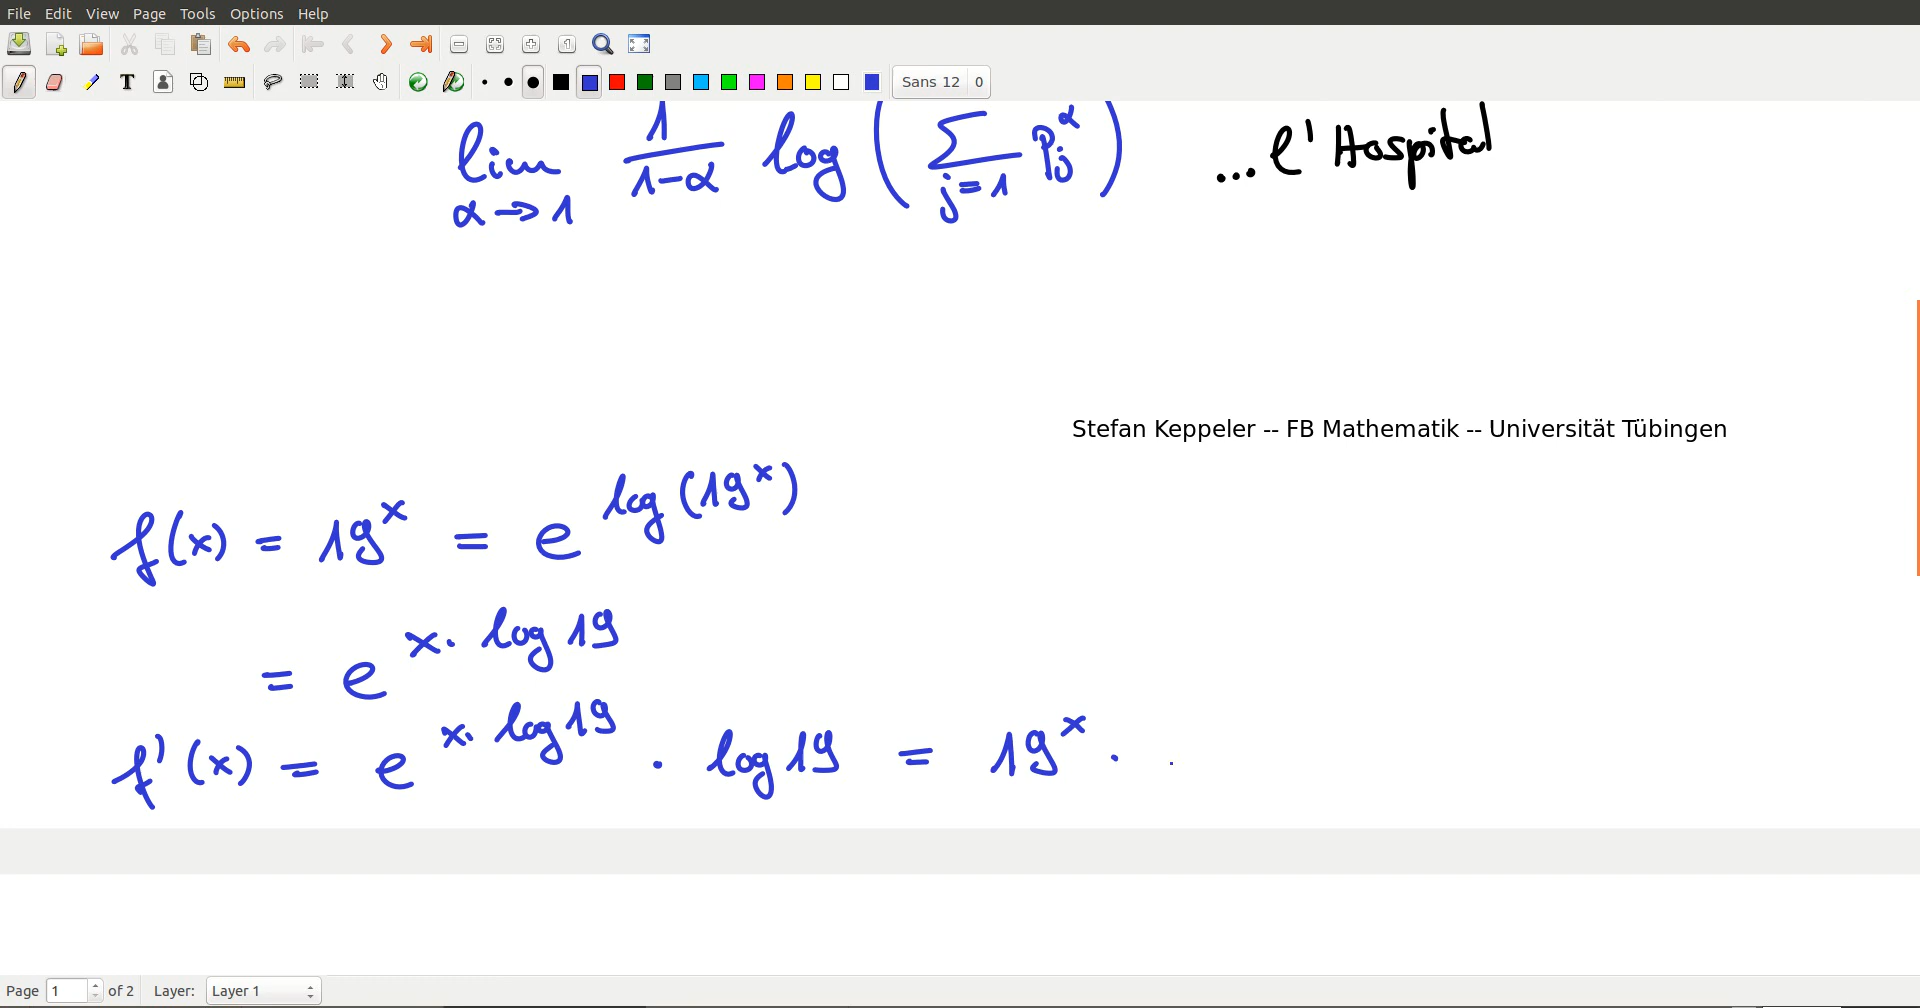 File Edit View Page Tools Options Help
Sans 12 0
lim α→1 1/(1-α) log ( ∑ j=1 p_j^α ) ... l'Hospital
Stefan Keppeler -- FB Mathematik -- Universität Tübingen
f(x) = 19^x = e^{log(19^x)}
= e^{x· log 19}
f'(x) = e^{x· log 19} · log 19 = 19^x ·
Page 1 of 2 Layer: Layer 1